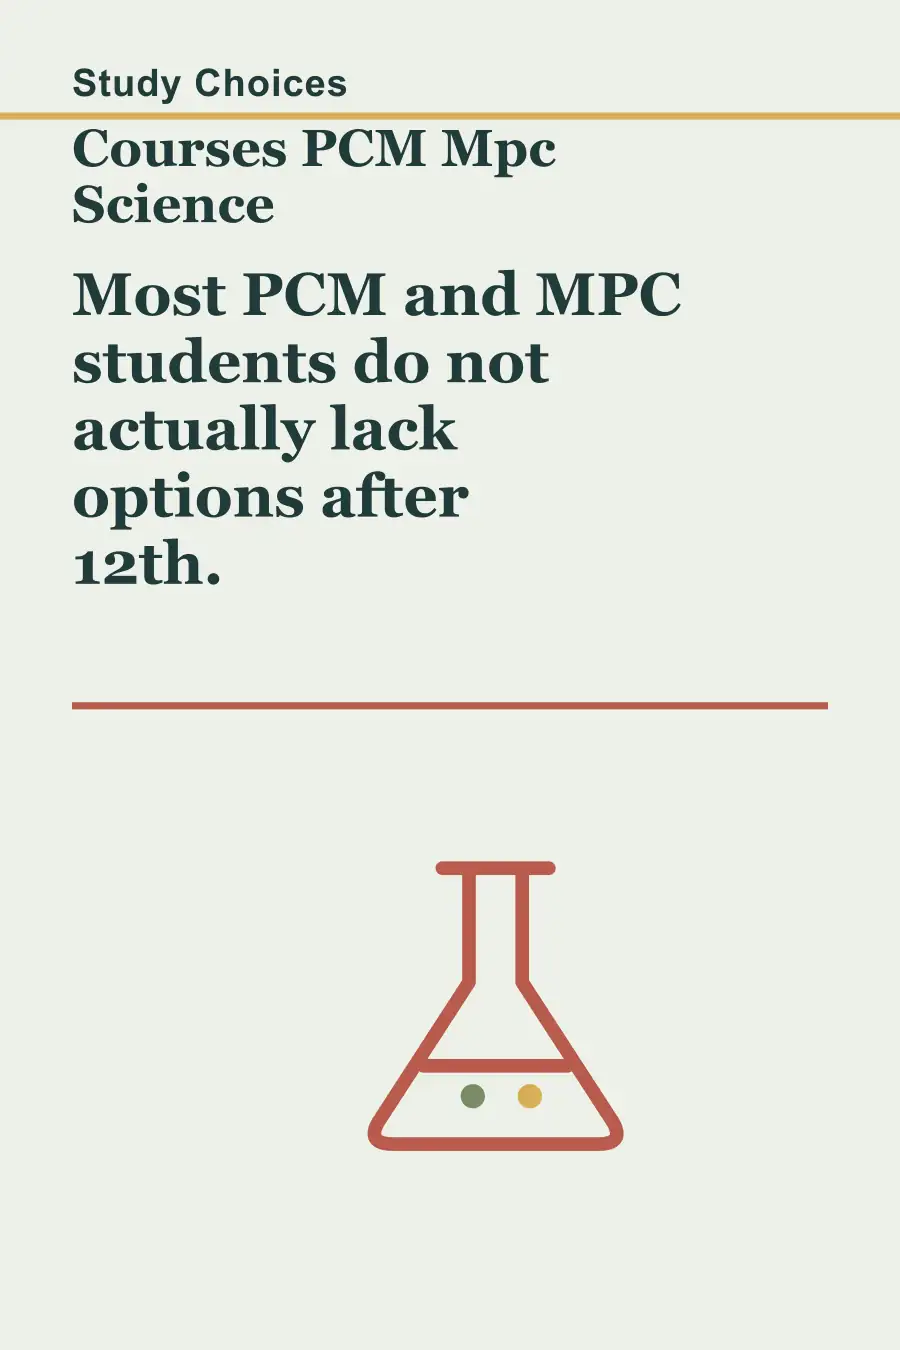 Study Choices
Courses PCM Mpc
Science
Most PCM and MPC
students do not
actually lack
options after
12th.